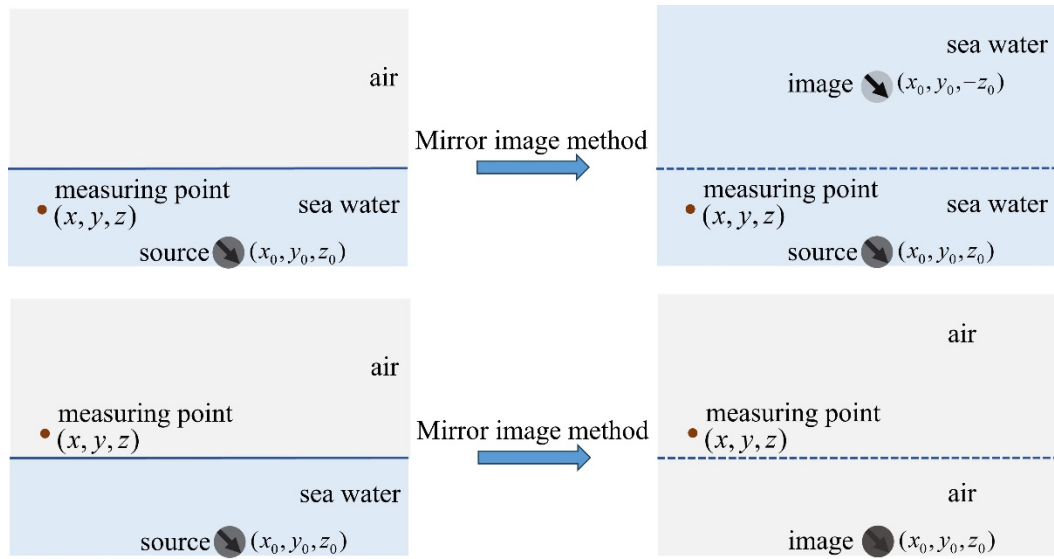 air
measuring point
(x, y, z)
sea water
source (x₀, y₀, z₀)
Mirror image method
sea water
image (x₀, y₀, −z₀)
measuring point
(x, y, z)
sea water
source (x₀, y₀, z₀)
air
measuring point
(x, y, z)
sea water
source (x₀, y₀, z₀)
Mirror image method
air
measuring point
(x, y, z)
air
image (x₀, y₀, z₀)